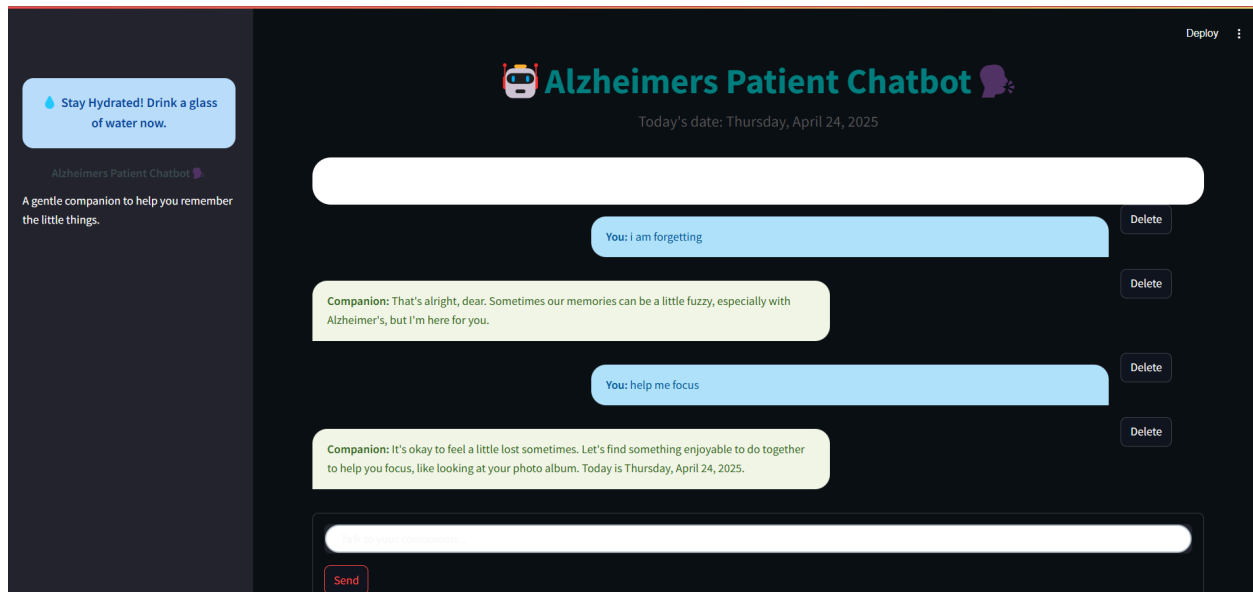 Deploy
Alzheimers Patient Chatbot
Today's date: Thursday, April 24, 2025
Stay Hydrated! Drink a glass
of water now.
Alzheimers Patient Chatbot
A gentle companion to help you remember
the little things.
Delete
You: i am forgetting
Delete
Companion: That's alright, dear. Sometimes our memories can be a little fuzzy, especially with
Alzheimer's, but I'm here for you.
Delete
You: help me focus
Delete
Companion: It's okay to feel a little lost sometimes. Let's find something enjoyable to do together
to help you focus, like looking at your photo album. Today is Thursday, April 24, 2025.
Send